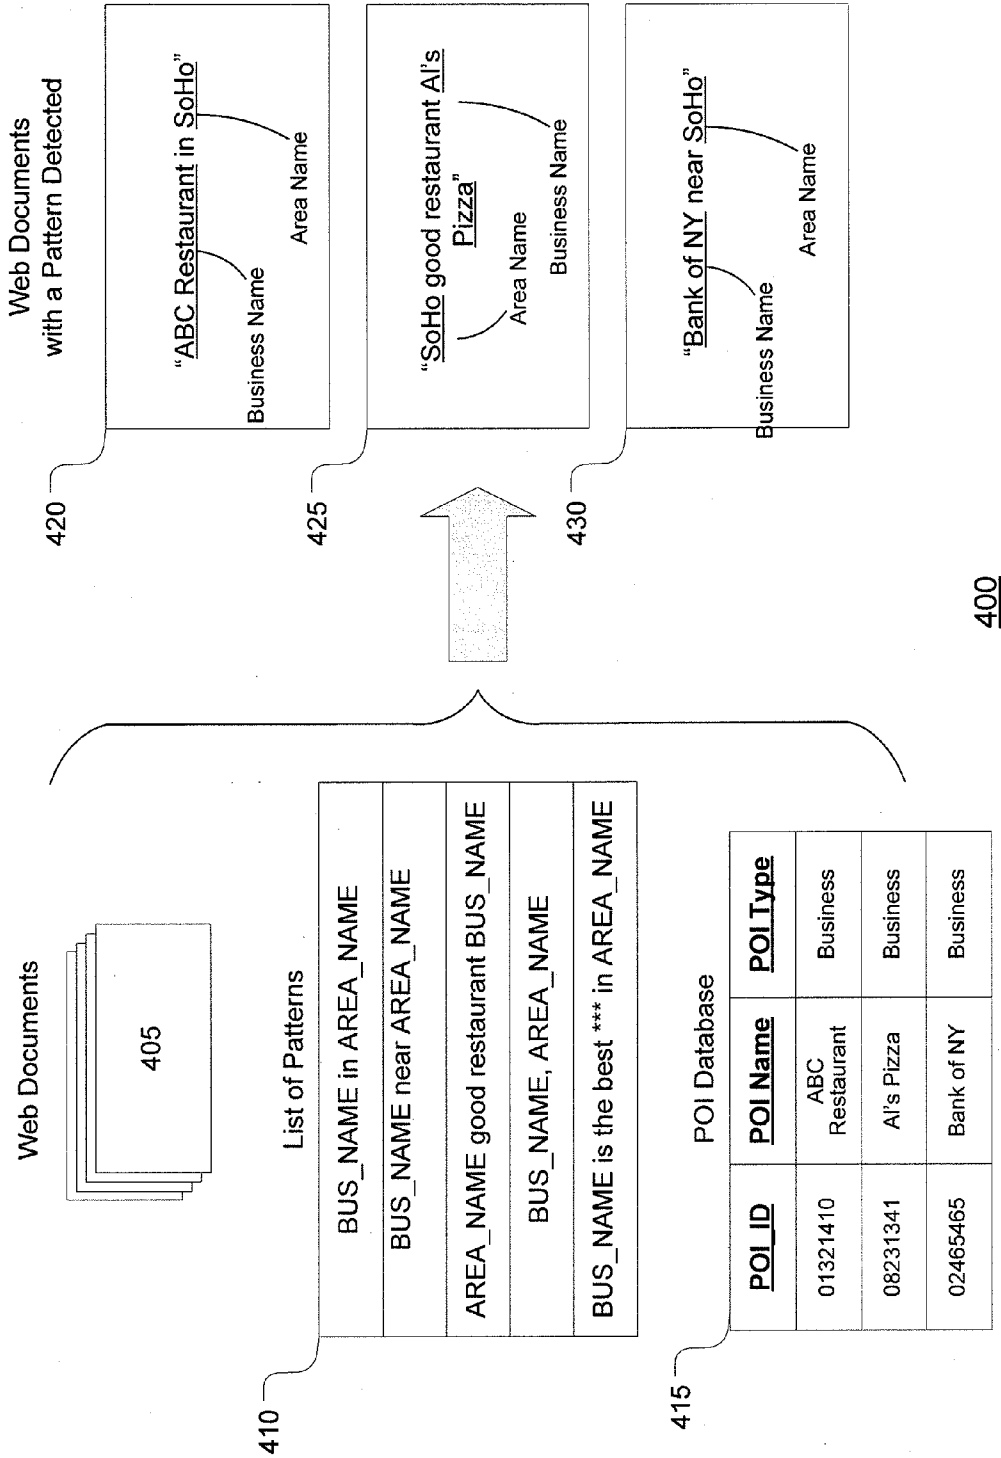 Web Documents
405
List of Patterns
410
BUS_NAME in AREA_NAME
BUS_NAME near AREA_NAME
AREA_NAME good restaurant BUS_NAME
BUS_NAME, AREA_NAME
BUS_NAME is the best *** in AREA_NAME
POI Database
415
POI_ID POI Name POI Type
01321410 ABC Business
Restaurant
08231341 Al's Pizza Business
02465465 Bank of NY Business
Web Documents
with a Pattern Detected
420
“ABC Restaurant in SoHo”
Business Name
Area Name
425
“SoHo good restaurant Al's
Pizza”
Area Name
Business Name
430
“Bank of NY near SoHo”
Business Name
Area Name
400